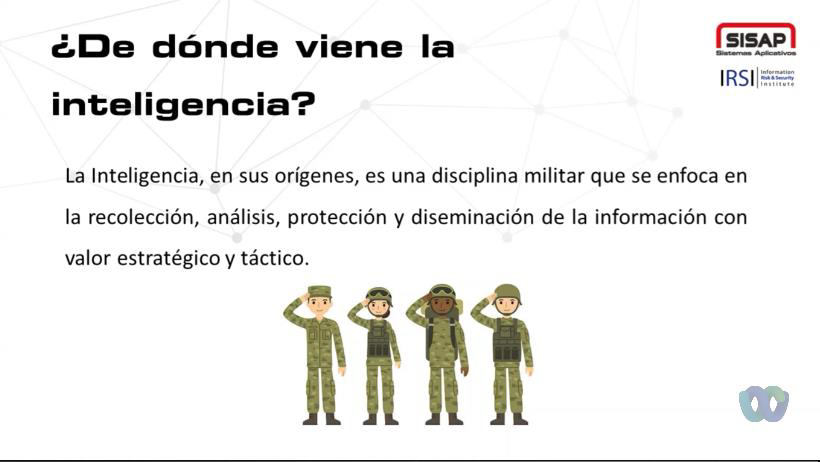 ¿De dónde viene la
inteligencia?
SISAP
Sistemas Aplicativos
IRSI
Information
Risk & Security
Institute
La Inteligencia, en sus orígenes, es una disciplina militar que se enfoca en
la recolección, análisis, protección y diseminación de la información con
valor estratégico y táctico.